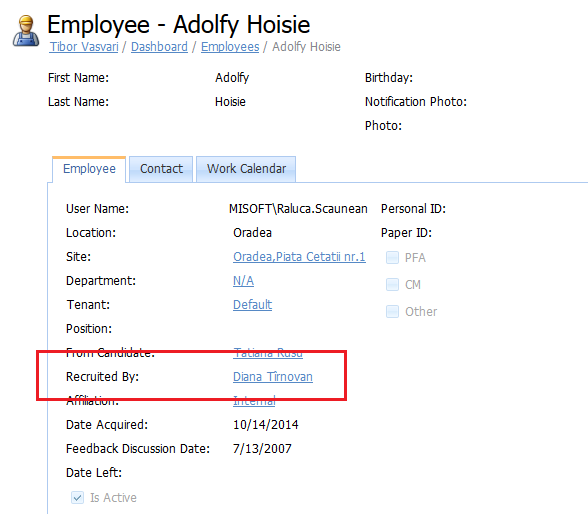 Employee - Adolfy Hoisie
Tibor Vasvari / Dashboard / Employees / Adolfy Hoisie
First Name: Adolfy Birthday:
Last Name: Hoisie Notification Photo:
Photo:
Employee Contact Work Calendar
User Name: MISOFT\Raluca.Scaunean Personal ID:
Location: Oradea Paper ID:
Site: Oradea,Piata Cetatii nr.1 PFA
Department: N/A CM
Tenant: Default Other
Position:
From Candidate: Tatiana Rusu
Recruited By: Diana Tîrnovan
Affiliation: Internal
Date Acquired: 10/14/2014
Feedback Discussion Date: 7/13/2007
Date Left:
Is Active